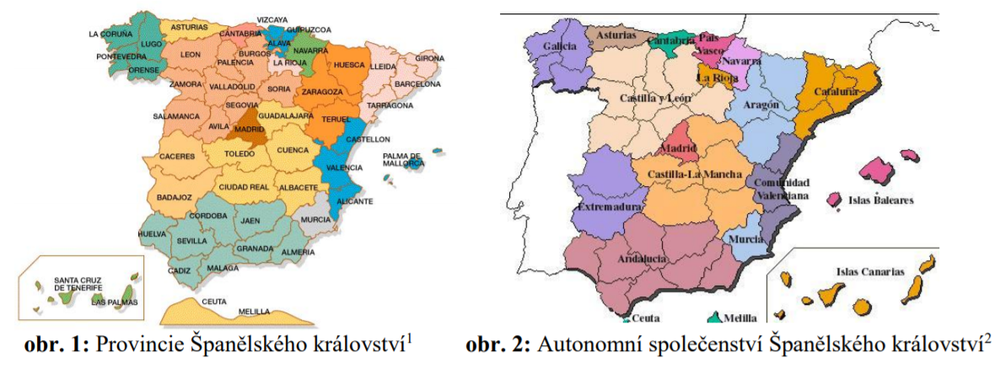 VIZCAYA
LA CORUÑA
ASTURIAS
GUIPUZCOA
CANTABRIA
LUGO
ALAVA
NAVARRA
PONTEVEDRA
LEON
BURGOS
PALENCIA
LA RIOJA
HUESCA
LLEIDA
GIRONA
ORENSE
ZAMORA
VALLADOLID
SORIA
ZARAGOZA
BARCELONA
SEGOVIA
TARRAGONA
SALAMANCA
GUADALAJARA
TERUEL
AVILA
MADRID
CASTELLON
CACERES
TOLEDO
CUENCA
PALMA DE
MALLORCA
VALENCIA
CIUDAD REAL
ALBACETE
BADAJOZ
ALICANTE
CORDOBA
JAEN
MURCIA
HUELVA
SEVILLA
GRANADA
ALMERIA
CADIZ
MALAGA
SANTA CRUZ
DE TENERIFE
LAS PALMAS
CEUTA
MELILLA
obr. 1: Provincie Španělského království1
Galicia
Asturias
Cantabria
Pais
Vasco
Navarra
La Rioja
Cataluña
Castilla y León
Aragón
Madrid
Castilla-La Mancha
Comunidad
Valenciana
Islas Baleares
Extremadura
Murcia
Andalucia
Islas Canarias
Ceuta
Melilla
obr. 2: Autonomní společenství Španělského království2